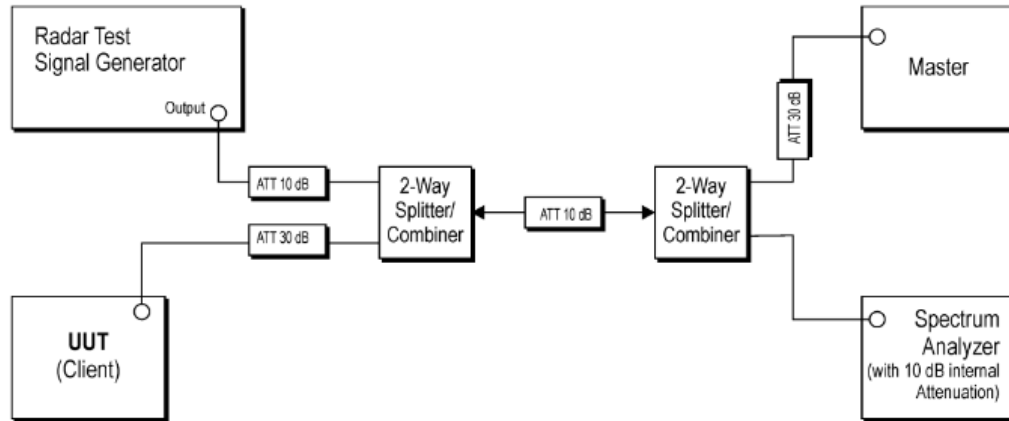 Radar Test
Signal Generator
Output
ATT 10 dB
ATT 30 dB
2-Way
Splitter/
Combiner
ATT 10 dB
2-Way
Splitter/
Combiner
ATT 30 dB
Master
UUT
(Client)
Spectrum
Analyzer
(with 10 dB internal
Attenuation)